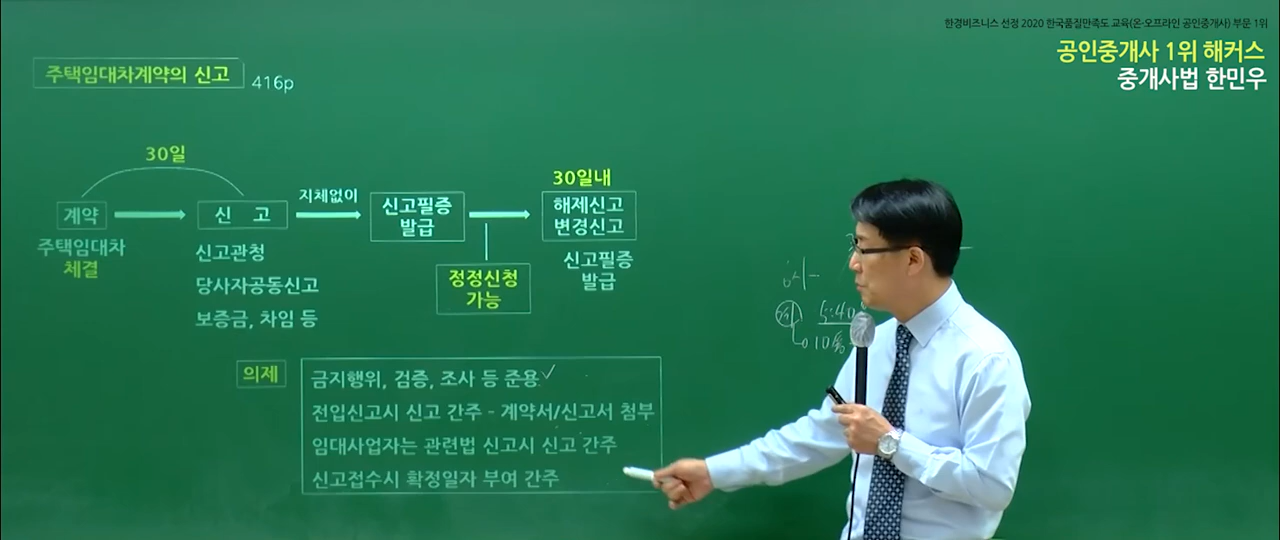 한경비즈니스 선정 2020 한국품질만족도 교육(온·오프라인 공인중개사) 부문 1위
공인중개사 1위 해커스
중개사법 한민우
주택임대차계약의 신고 416p
30일
지체없이
30일내
계약
신 고
신고필증
발급
해제신고
변경신고
주택임대차
체결
신고관청
당사자공동신고
보증금, 차임 등
정정신청
가능
신고필증
발급
의제
금지행위, 검증, 조사 등 준용
전입신고시 신고 간주 - 계약서/신고서 첨부
임대사업자는 관련법 신고시 신고 간주
신고접수시 확정일자 부여 간주